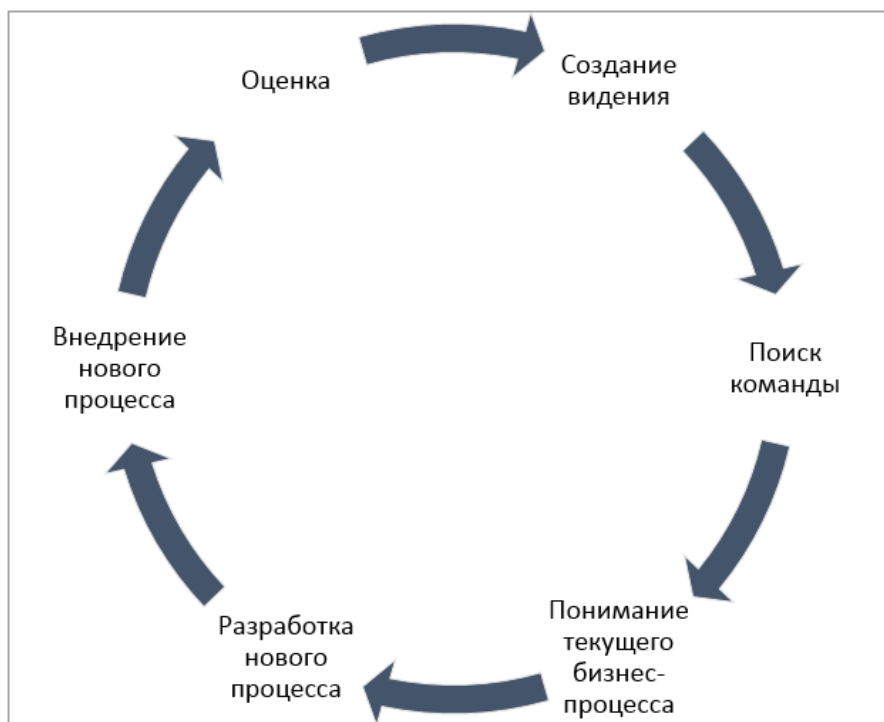 Оценка
Создание
видения
Поиск
команды
Понимание
текущего
бизнес-
процесса
Разработка
нового
процесса
Внедрение
нового
процесса